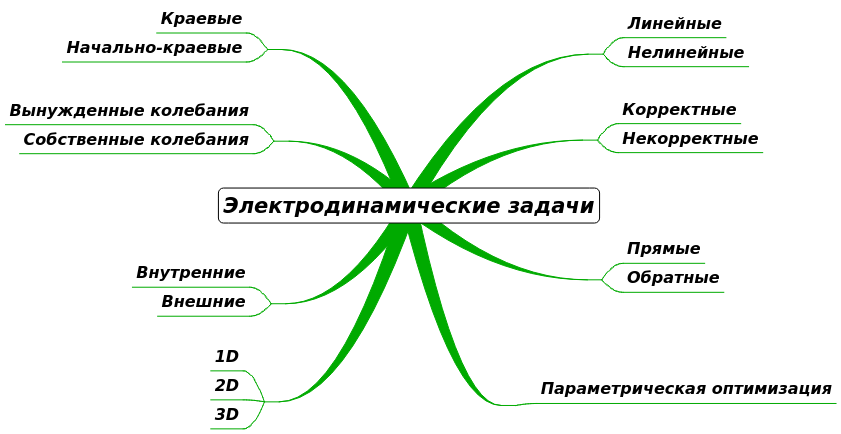 Краевые
Начально-краевые
Вынужденные колебания
Собственные колебания
Линейные
Нелинейные
Корректные
Некорректные
Электродинамические задачи
Внутренние
Внешние
1D
2D
3D
Прямые
Обратные
Параметрическая оптимизация